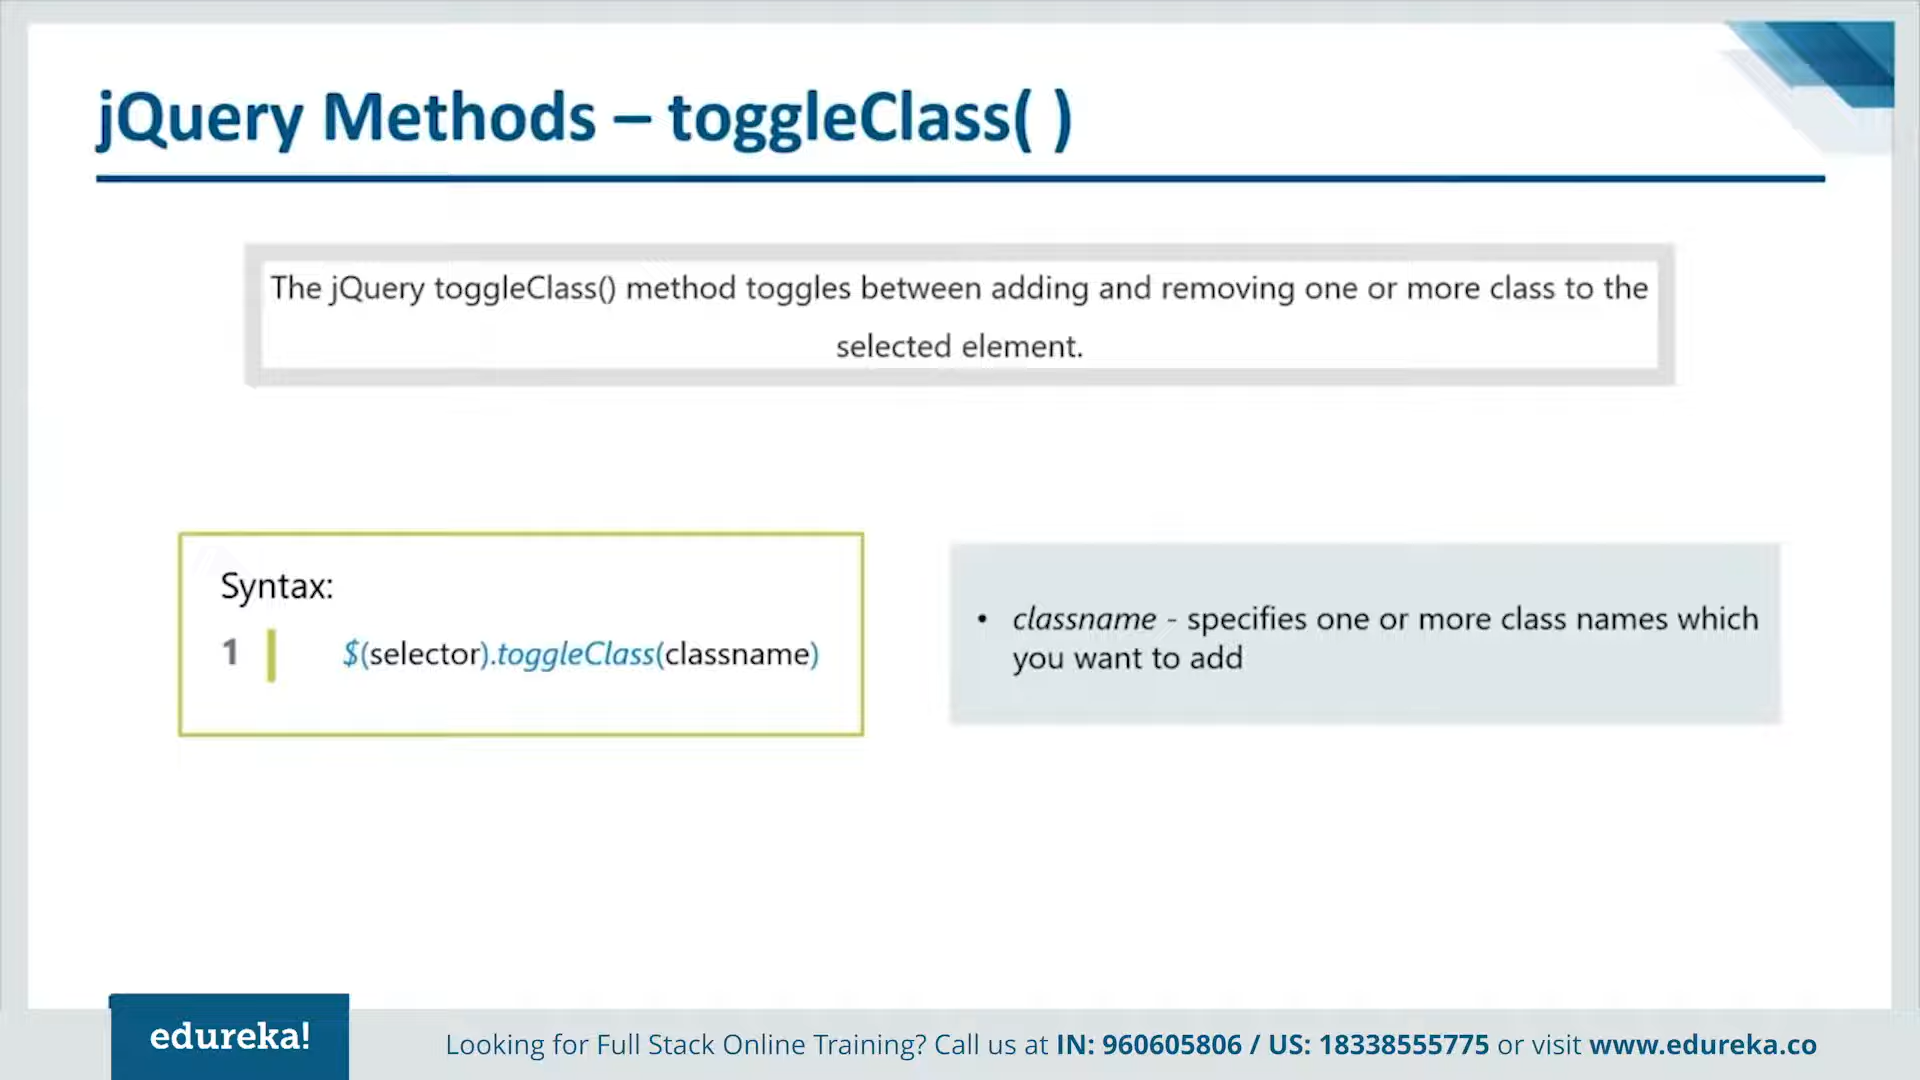 jQuery Methods – toggleClass( )
The jQuery toggleClass() method toggles between adding and removing one or more class to the
selected element.
Syntax:
1 $(selector).toggleClass(classname)
• classname - specifies one or more class names which
you want to add
edureka!
Looking for Full Stack Online Training? Call us at IN: 960605806 / US: 18338555775 or visit www.edureka.co